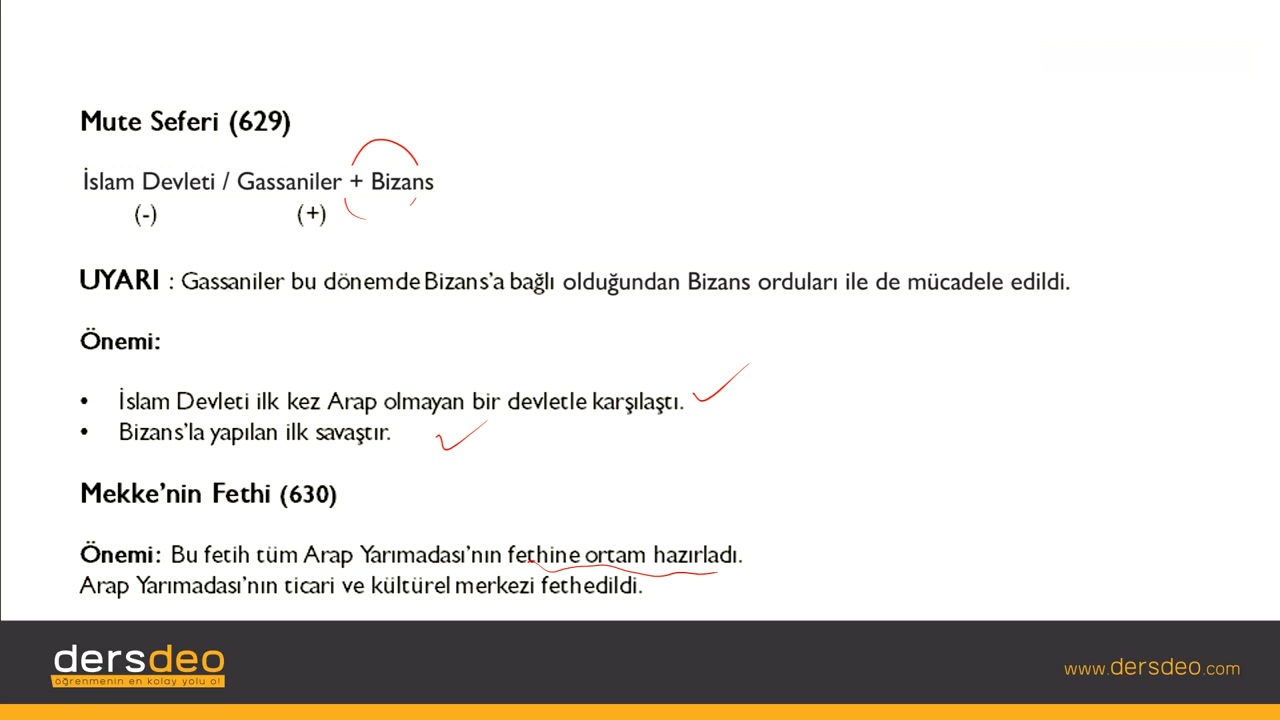 Mute Seferi (629)
İslam Devleti / Gassaniler + Bizans
(-) (+)
UYARI : Gassaniler bu dönemde Bizans’a bağlı olduğundan Bizans orduları ile de mücadele edildi.
Önemi:
• İslam Devleti ilk kez Arap olmayan bir devletle karşılaştı.
• Bizans’la yapılan ilk savaştır.
Mekke’nin Fethi (630)
Önemi: Bu fetih tüm Arap Yarımadası’nın fethine ortam hazırladı.
Arap Yarımadası’nın ticari ve kültürel merkezi fethedildi.
dersdeo
öğrenmenin en kolay yolu o!
www.dersdeo.com